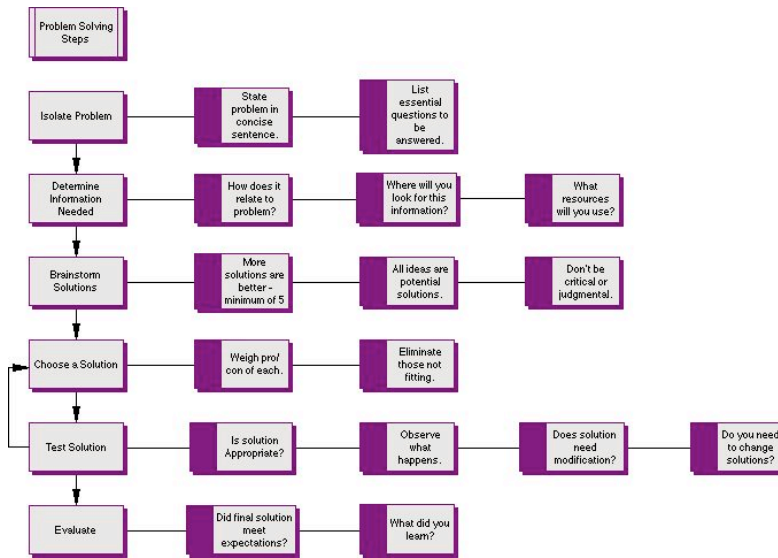 Problem Solving
Steps
Isolate Problem
State
problem in
concise
sentence.
List
essential
questions to
be
answered.
Determine
Information
Needed
How does it
relate to
problem?
Where will you
look for this
information?
What
resources
will you use?
Brainstorm
Solutions
More
solutions are
better -
minimum of 5
All ideas are
potential
solutions.
Don't be
critical or
judgmental.
Choose a Solution
Weigh pro/
con of each.
Eliminate
those not
fitting.
Test Solution
Is solution
Appropriate?
Observe
what
happens.
Does solution
need
modification?
Do you need
to change
solutions?
Evaluate
Did final solution
meet
expectations?
What did you
learn?